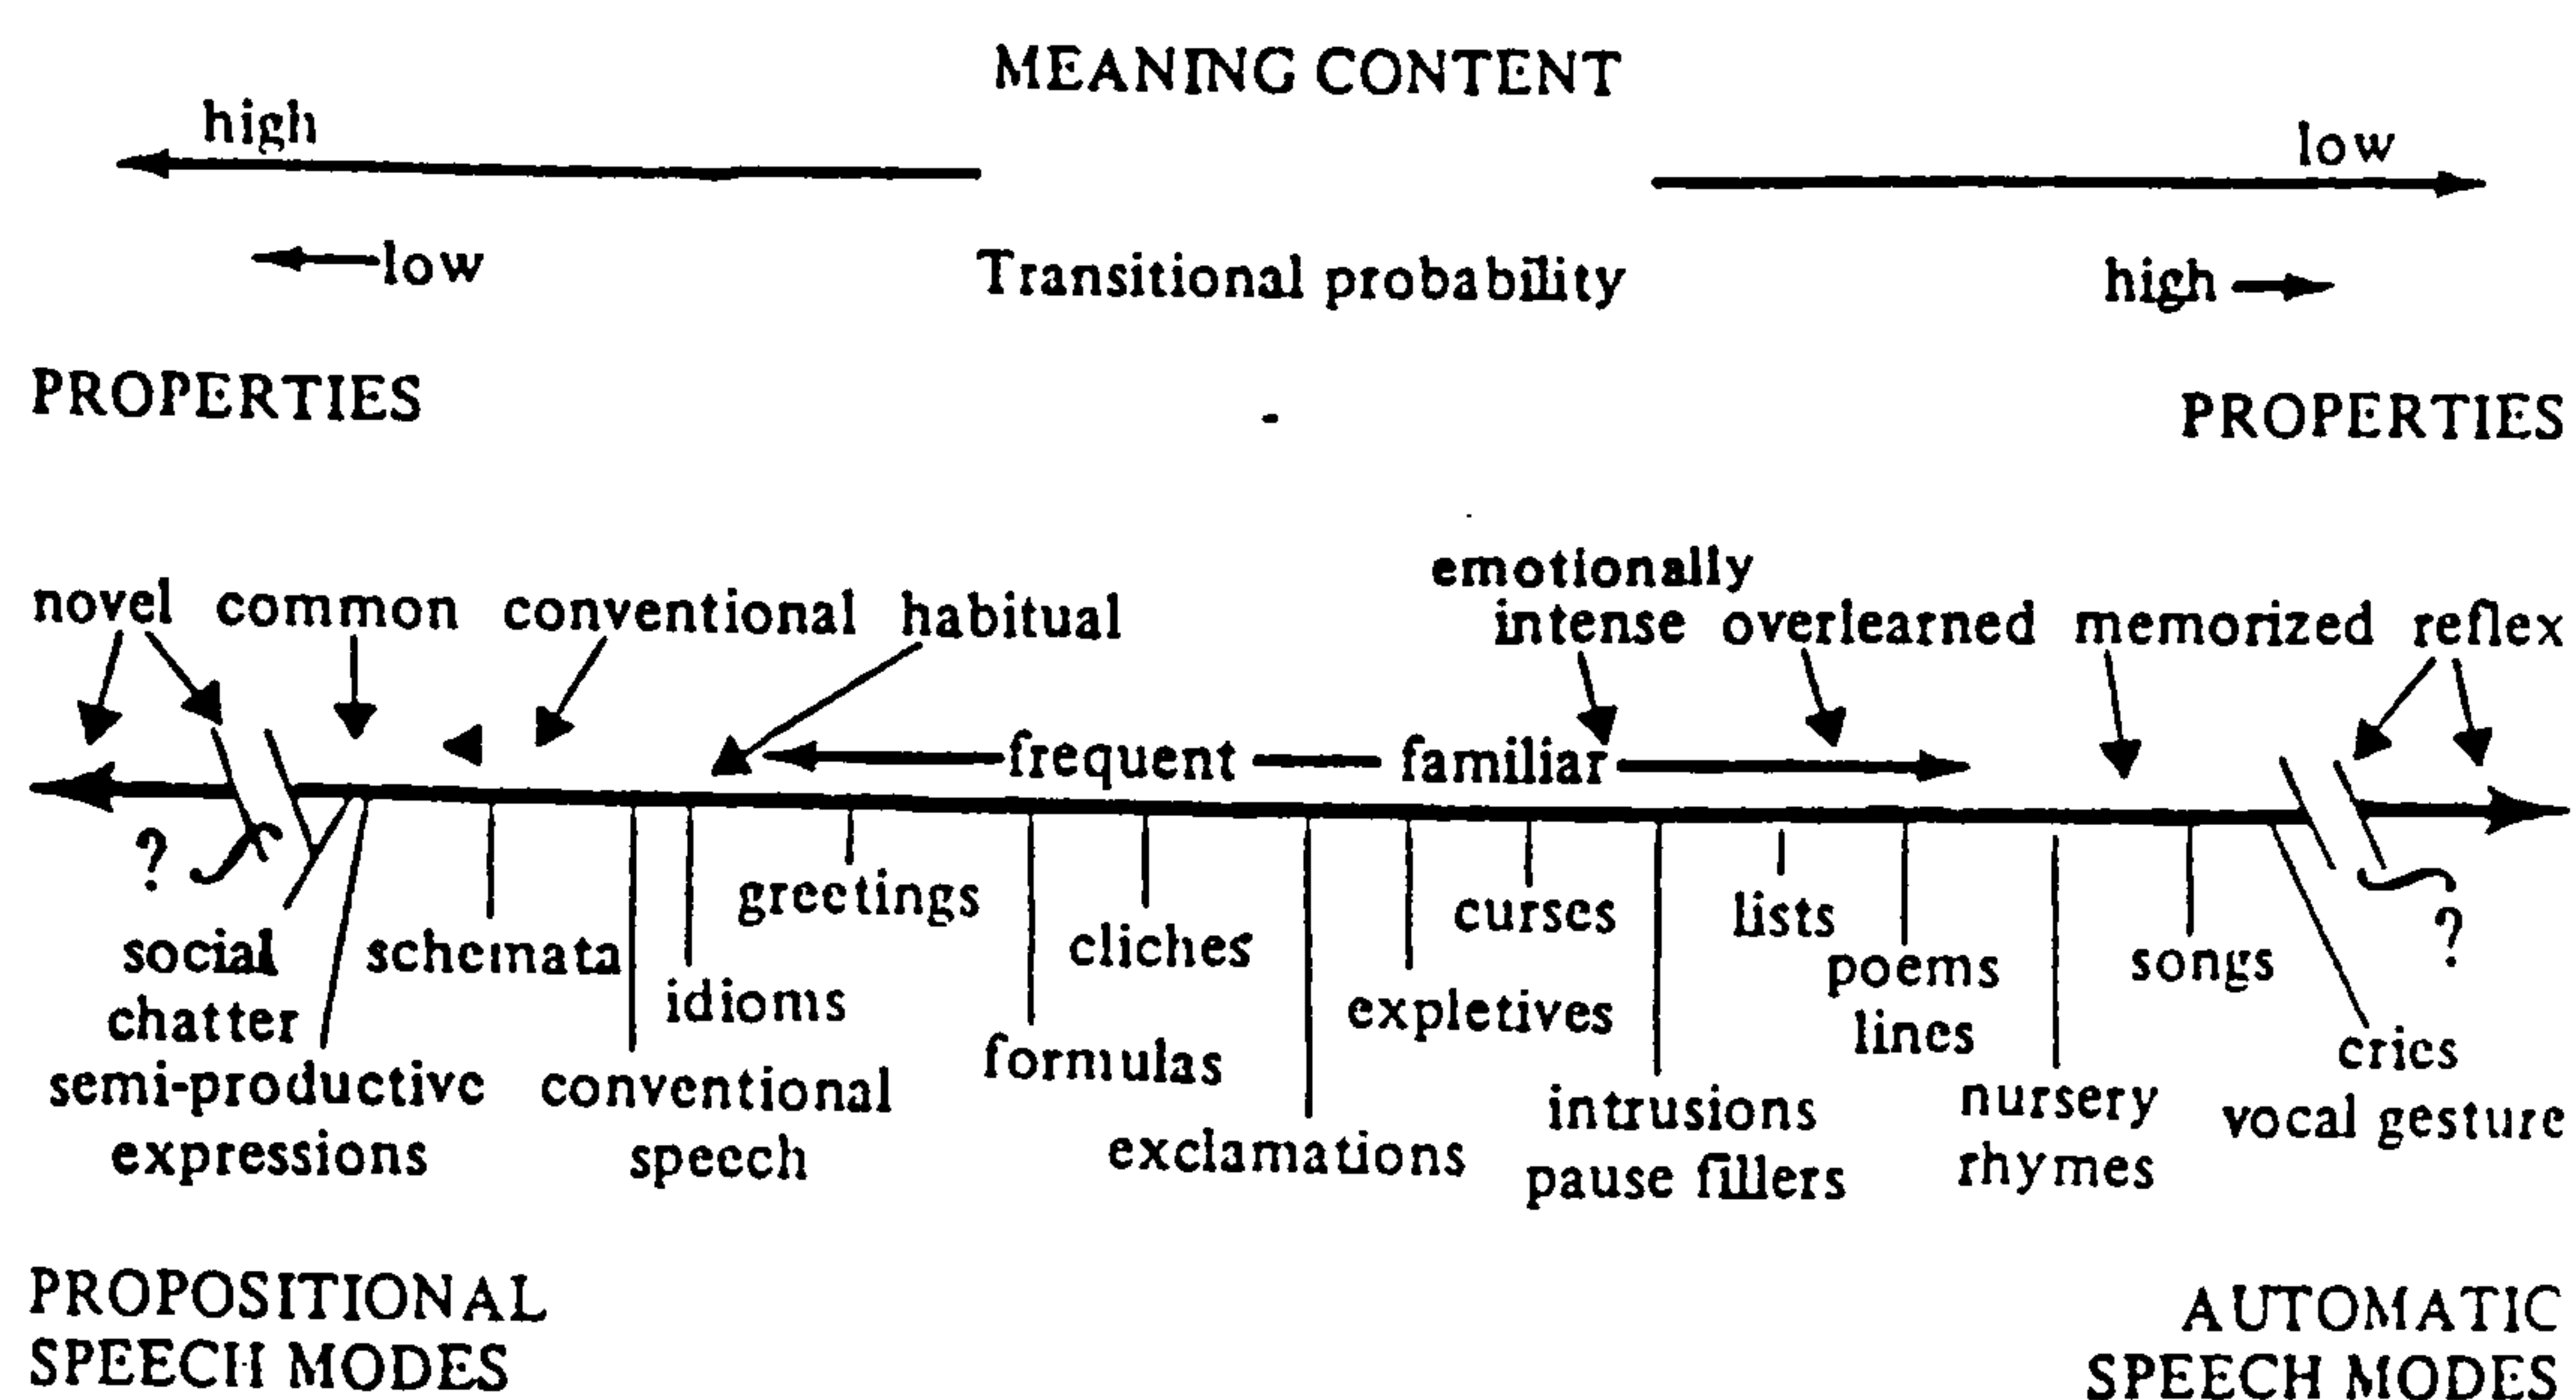 MEANING CONTENT
high
low
low
Transitional probability
high
PROPERTIES
PROPERTIES
emotionally
novel common conventional habitual intense overlearned memorized reflex
frequent familiar
?
?
greetings
curses
lists
social
schemata
cliches
poems
songs
chatter
idioms
expletives
lines
cries
semi-productive
conventional
formulas
intrusions
nursery
vocal gesture
expressions
speech
exclamations
pause fillers
rhymes
PROPOSITIONAL
AUTOMATIC
SPEECH MODES
SPEECH MODES